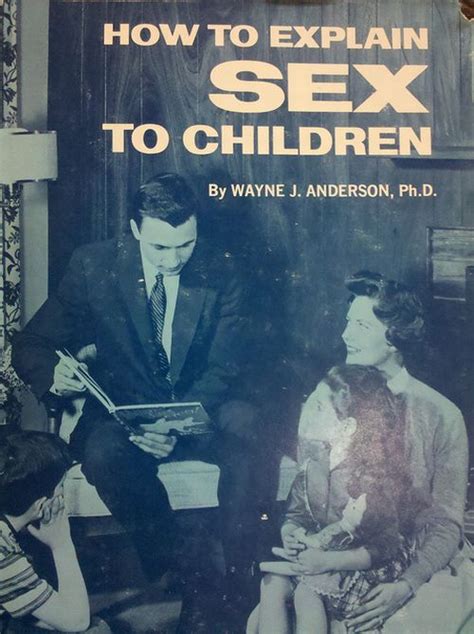 HOW TO EXPLAIN
SEX
TO CHILDREN
By WAYNE J. ANDERSON, Ph.D.